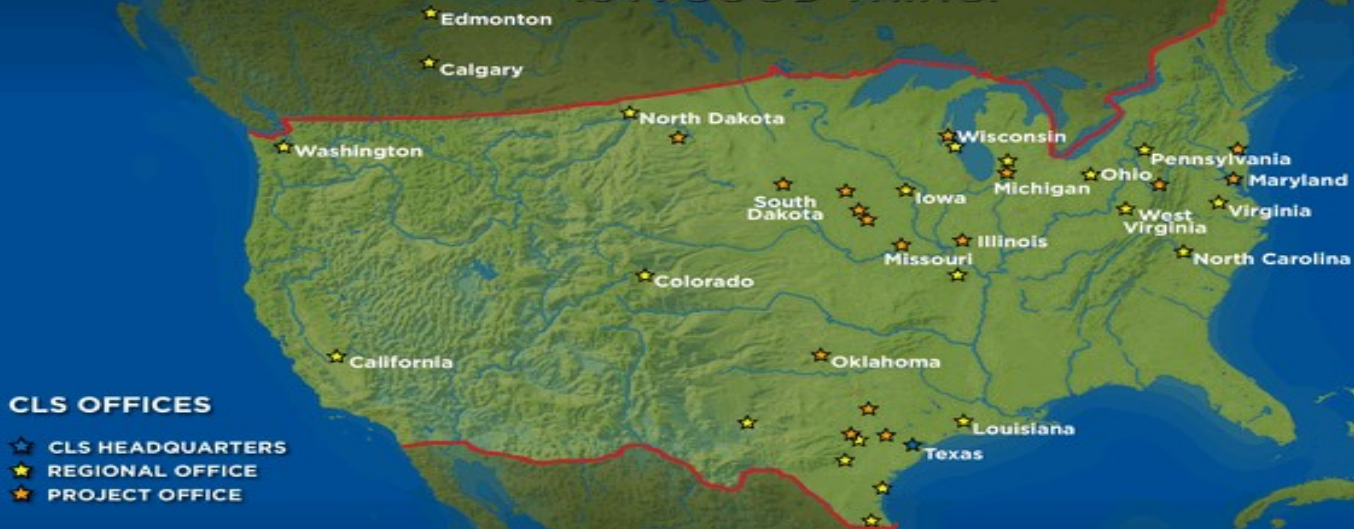 Edmonton
Calgary
North Dakota
Washington
Wisconsin
Pennsylvania
Ohio
Maryland
Michigan
South
Dakota
Iowa
West
Virginia
Virginia
Illinois
Missouri
North Carolina
Colorado
California
Oklahoma
Louisiana
Texas
CLS OFFICES
CLS HEADQUARTERS
REGIONAL OFFICE
PROJECT OFFICE